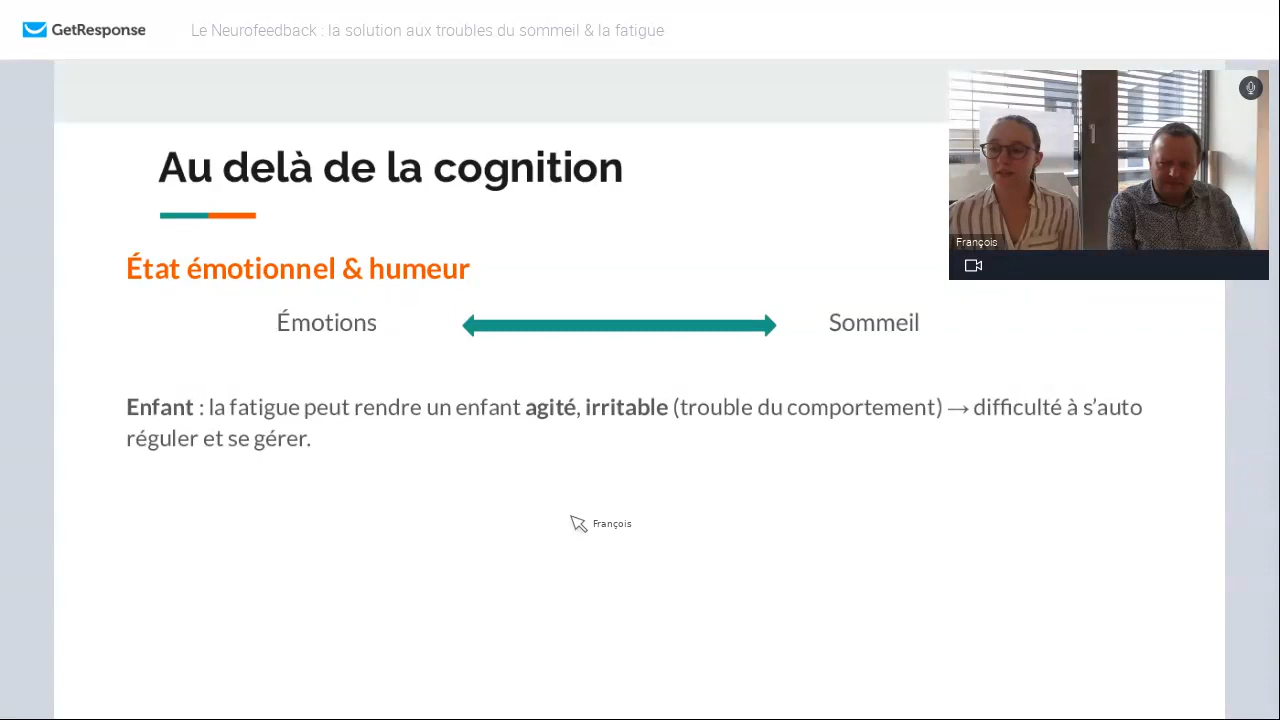 GetResponse
Le Neurofeedback : la solution aux troubles du sommeil & la fatigue
Au delà de la cognition
François
État émotionnel & humeur
Émotions
Sommeil
Enfant : la fatigue peut rendre un enfant agité, irritable (trouble du comportement) → difficulté à s’auto
réguler et se gérer.
François